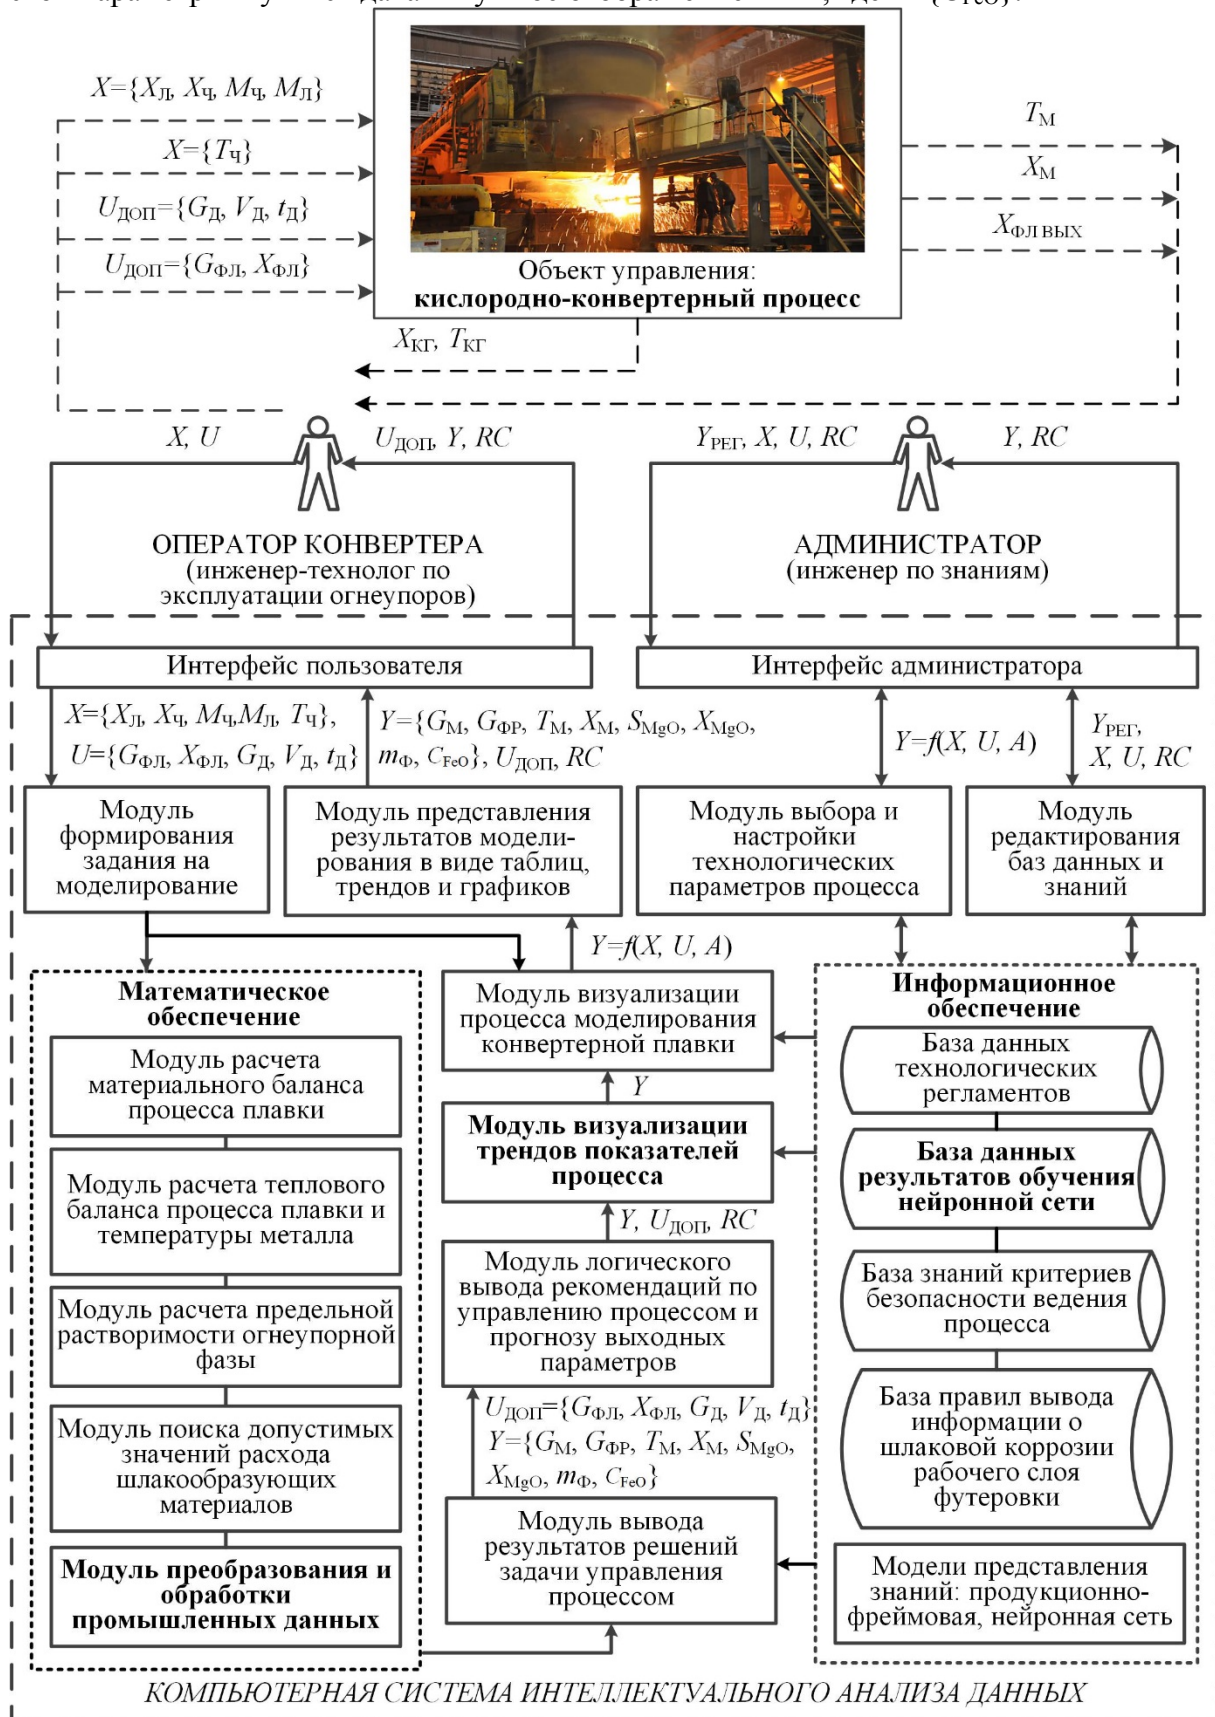 X={XЛ, XЧ, MЧ, MЛ}
X={TЧ}
UДОП={GД, VД, tД}
UДОП={GФЛ, XФЛ}
Объект управления:
кислородно-конвертерный процесс
TМ
XМ
XФЛ ВЫХ
XКГ, TКГ
X, U
UДОП, Y, RC
YРЕГ, X, U, RC
Y, RC
ОПЕРАТОР КОНВЕРТЕРА
(инженер-технолог по
эксплуатации огнеупоров)
АДМИНИСТРАТОР
(инженер по знаниям)
Интерфейс пользователя
Интерфейс администратора
X={XЛ, XЧ, MЧ,MЛ, TЧ},
U={GФЛ, XФЛ, GД, VД, tД}
Y={GМ, GФР, TМ, XМ, SMgO, XMgO,
mФ, CFeO}, UДОП, RC
Y=f(X, U, A)
YРЕГ,
X, U, RC
Модуль
формирования
задания на
моделирование
Модуль представления
результатов модели-
рования в виде таблиц,
трендов и графиков
Модуль выбора и
настройки
технологических
параметров процесса
Модуль
редактирования
баз данных и
знаний
Y=f(X, U, A)
Математическое
обеспечение
Модуль расчета
материального баланса
процесса плавки
Модуль расчета теплового
баланса процесса плавки и
температуры металла
Модуль расчета предельной
растворимости огнеупорной
фазы
Модуль поиска допустимых
значений расхода
шлакообразующих
материалов
Модуль преобразования и
обработки
промышленных данных
Модуль визуализации
процесса моделирования
конвертерной плавки
Y
Модуль визуализации
трендов показателей
процесса
Y, UДОП, RC
Модуль логического
вывода рекомендаций по
управлению процессом и
прогнозу выходных
параметров
UДОП={GФЛ, XФЛ, GД, VД, tД}
Y={GМ, GФР, TМ, XМ, SMgO,
XMgO, mФ, CFeO}
Модуль вывода
результатов решений
задачи управления
процессом
Информационное
обеспечение
База данных
технологических
регламентов
База данных
результатов обучения
нейронной сети
База знаний критериев
безопасности ведения
процесса
База правил вывода
информации о
шлаковой коррозии
рабочего слоя
футеровки
Модели представления
знаний: продукционно-
фреймовая, нейронная сеть
КОМПЬЮТЕРНАЯ СИСТЕМА ИНТЕЛЛЕКТУАЛЬНОГО АНАЛИЗА ДАННЫХ